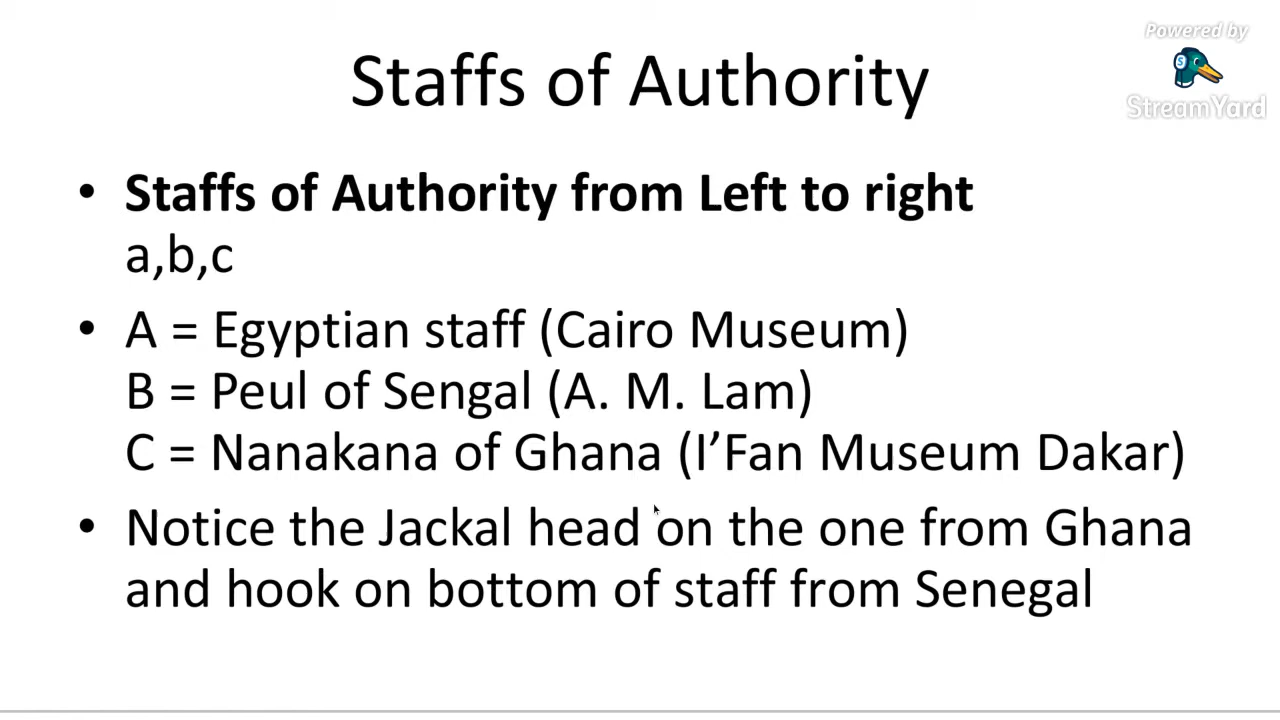 Powered by
StreamYard
Staffs of Authority
• Staffs of Authority from Left to right
a,b,c
• A = Egyptian staff (Cairo Museum)
B = Peul of Sengal (A. M. Lam)
C = Nanakana of Ghana (I’Fan Museum Dakar)
• Notice the Jackal head on the one from Ghana
and hook on bottom of staff from Senegal